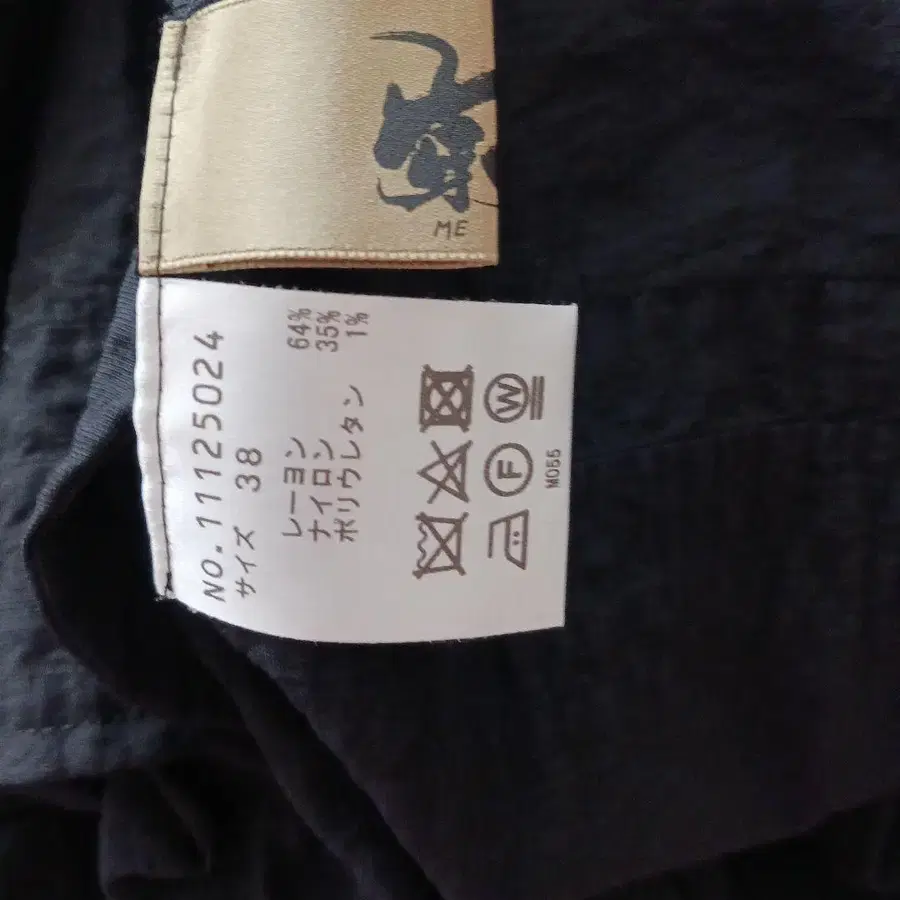 ME
NO.11125024
サイズ 38
レーヨン 64%
ナイロン 35%
ポリウレタン 1%
W
F
M055